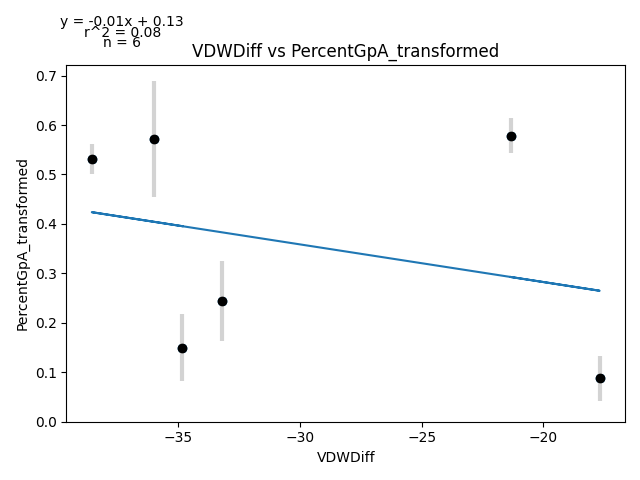 y = -0.01x + 0.13
r^2 = 0.08
n = 6
VDWDiff vs PercentGpA_transformed
0.7
0.6
0.5
0.4
0.3
0.2
0.1
0.0
PercentGpA_transformed
−35
−30
−25
−20
VDWDiff